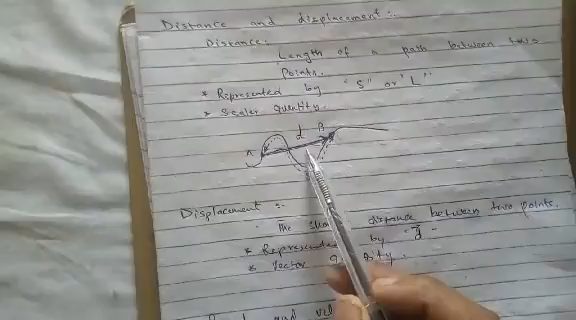 Distance and displacement:-
Distance:
Length of a path between two
points.
* Represented by "S" or "L"
* Scaler quantity.
d B
A
Displacement :-
The distance between two points.
* Represented by "d"
* Vector
and